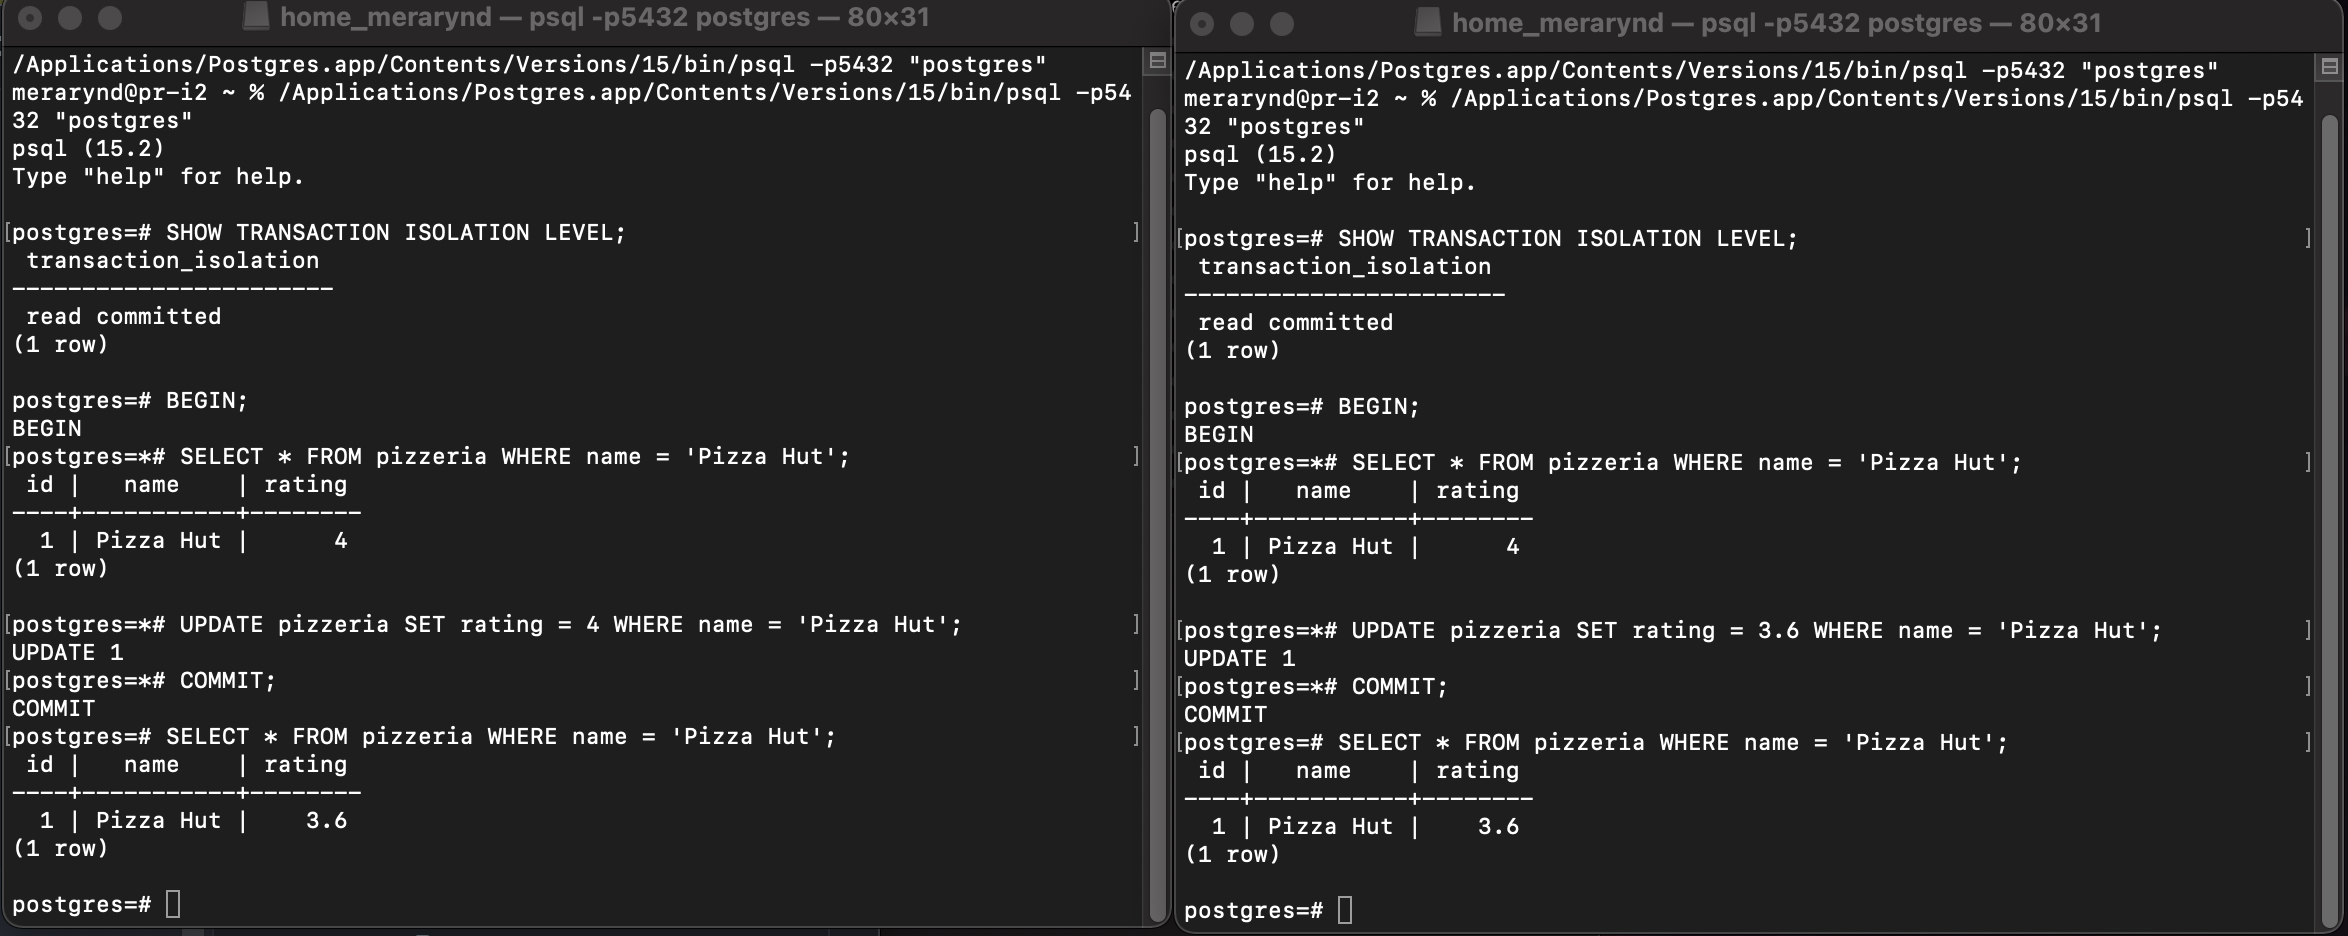 home_merarynd — psql -p5432 postgres — 80×31
/Applications/Postgres.app/Contents/Versions/15/bin/psql -p5432 "postgres"
merarynd@pr-i2 ~ % /Applications/Postgres.app/Contents/Versions/15/bin/psql -p54
32 "postgres"
psql (15.2)
Type "help" for help.
[postgres=# SHOW TRANSACTION ISOLATION LEVEL; ]
transaction_isolation
-----------------------
read committed
(1 row)
postgres=# BEGIN;
BEGIN
[postgres=*# SELECT * FROM pizzeria WHERE name = 'Pizza Hut'; ]
id | name | rating
----+-----------+--------
1 | Pizza Hut | 4
(1 row)
[postgres=*# UPDATE pizzeria SET rating = 4 WHERE name = 'Pizza Hut'; ]
UPDATE 1
[postgres=*# COMMIT; ]
COMMIT
[postgres=# SELECT * FROM pizzeria WHERE name = 'Pizza Hut'; ]
id | name | rating
----+-----------+--------
1 | Pizza Hut | 3.6
(1 row)
postgres=#
home_merarynd — psql -p5432 postgres — 80×31
/Applications/Postgres.app/Contents/Versions/15/bin/psql -p5432 "postgres"
merarynd@pr-i2 ~ % /Applications/Postgres.app/Contents/Versions/15/bin/psql -p54
32 "postgres"
psql (15.2)
Type "help" for help.
[postgres=# SHOW TRANSACTION ISOLATION LEVEL; ]
transaction_isolation
-----------------------
read committed
(1 row)
postgres=# BEGIN;
BEGIN
[postgres=*# SELECT * FROM pizzeria WHERE name = 'Pizza Hut'; ]
id | name | rating
----+-----------+--------
1 | Pizza Hut | 4
(1 row)
[postgres=*# UPDATE pizzeria SET rating = 3.6 WHERE name = 'Pizza Hut'; ]
UPDATE 1
[postgres=*# COMMIT; ]
COMMIT
[postgres=# SELECT * FROM pizzeria WHERE name = 'Pizza Hut'; ]
id | name | rating
----+-----------+--------
1 | Pizza Hut | 3.6
(1 row)
postgres=#